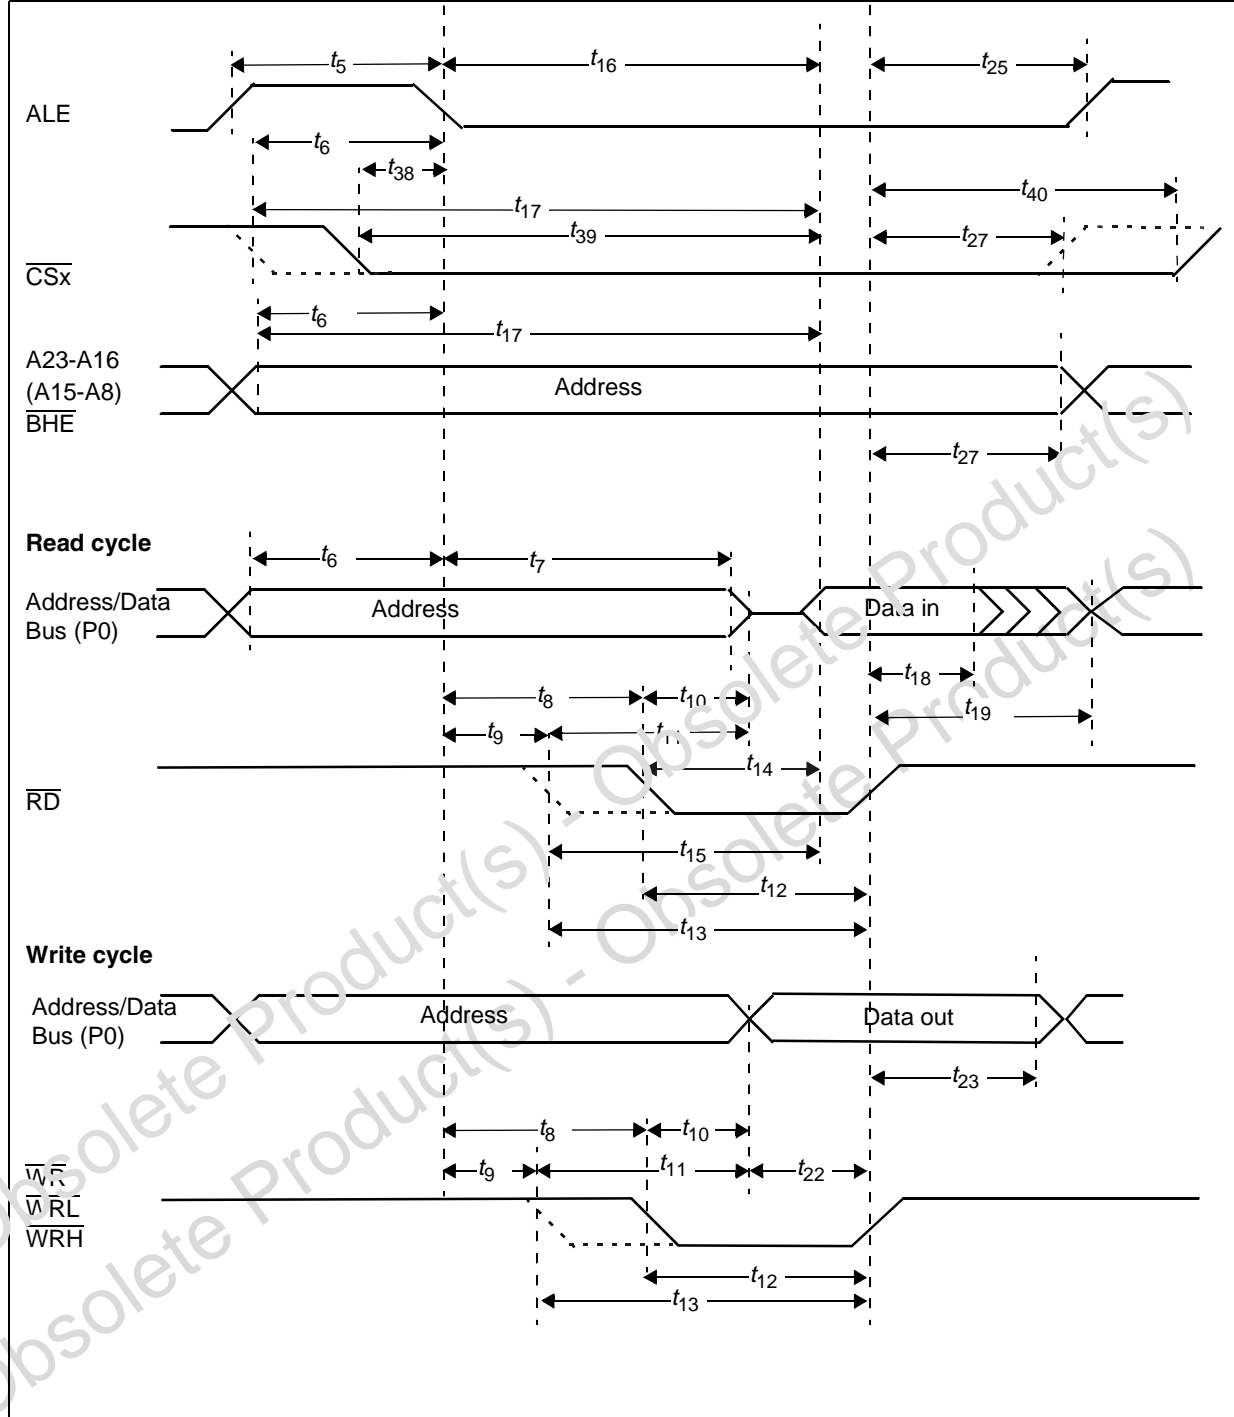 t5 t16 t25
ALE
t6
t38
t40
t17
t39 t27
CSx
t6
t17
A23-A16
(A15-A8) Address
BHE
t27
Read cycle
t6 t7
Address/Data Address Data in
Bus (P0)
t18
t8 t10
t19
t9 t11
t14
RD
t15
t12
t13
Write cycle
Address/Data Address Data out
Bus (P0)
t23
t8 t10
t9 t11 t22
WR
WRL
WRH
t12
t13
Obsolete Product(s) - Obsolete Product(s)
Obsolete Product(s) - Obsolete Product(s)